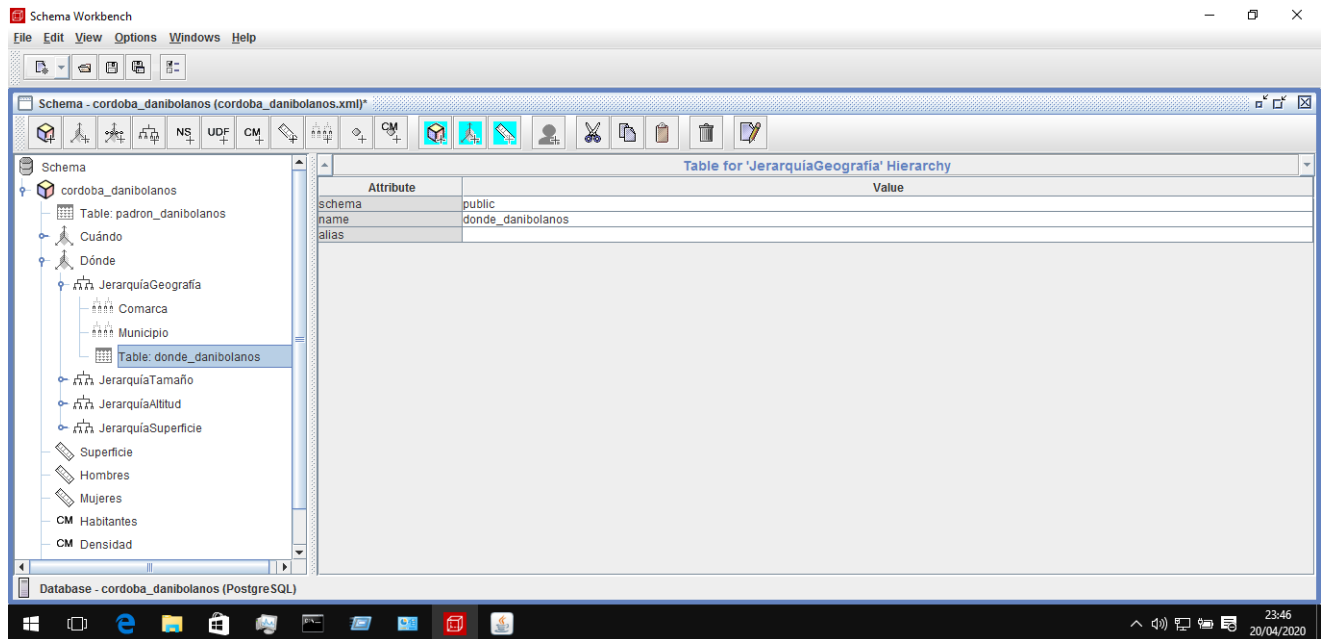 Schema Workbench
File Edit View Options Windows Help
Schema - cordoba_danibolanos (cordoba_danibolanos.xml)*
NS UDF CM CM
Schema
cordoba_danibolanos
Table: padron_danibolanos
Cuándo
Dónde
JerarquíaGeografía
Comarca
Municipio
Table: donde_danibolanos
JerarquíaTamaño
JerarquíaAltitud
JerarquíaSuperficie
Superficie
Hombres
Mujeres
CM Habitantes
CM Densidad
Table for 'JerarquíaGeografía' Hierarchy
Attribute Value
schema public
name donde_danibolanos
alias
Database - cordoba_danibolanos (PostgreSQL)
23:46
20/04/2020